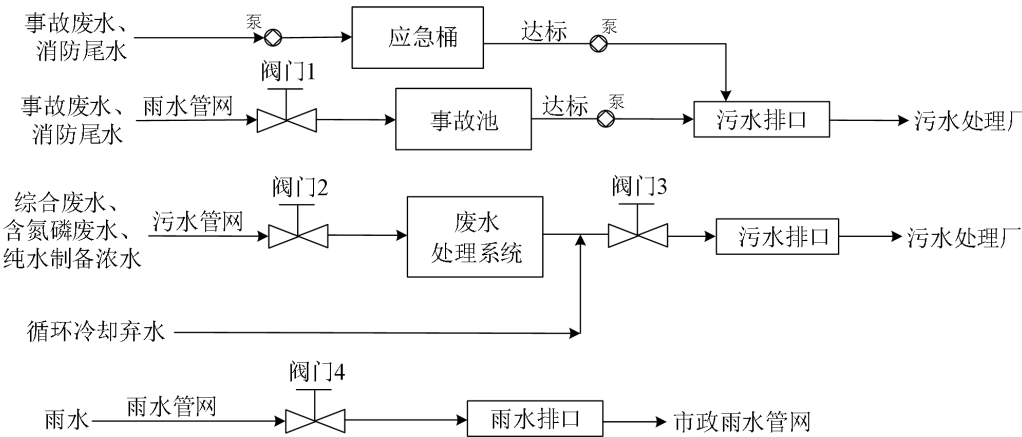 事故废水、
消防尾水
泵
应急桶
达标
泵
阀门1
事故废水、
消防尾水
雨水管网
事故池
达标
泵
污水排口
污水处理厂
综合废水、
含氮磷废水、
纯水制备浓水
污水管网
阀门2
废水
处理系统
阀门3
污水排口
污水处理厂
循环冷却弃水
阀门4
雨水
雨水管网
雨水排口
市政雨水管网